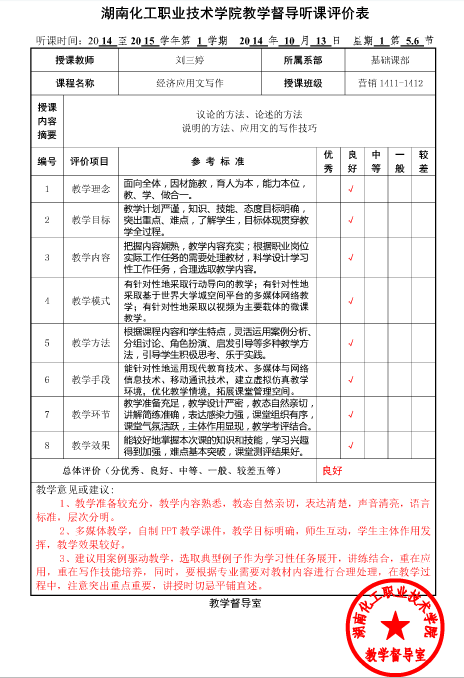 湖南化工职业技术学院教学督导听课评价表
听课时间：2014 至 2015 学年第 1 学期 2014 年 10 月 13 日 星期 1 第 5.6 节
授课教师 刘三婷 所属系部 基础课部
课程名称 经济应用文写作 授课班级 营销1411-1412
授课内容摘要
议论的方法、论述的方法
说明的方法、应用文的写作技巧
编号 评价项目 参考标准 优秀 良好 中等 一般 较差
1 教学理念 面向全体，因材施教，育人为本，能力本位，
教、学、做合一。 √
2 教学目标 教学计划严谨，知识、技能、态度目标明确，
突出重点、难点，了解学生，目标体现贯穿教
学全过程。 √
3 教学内容 把握内容娴熟，教学内容充实；根据职业岗位
实际工作任务的需要处理教材，科学设计学习
性工作任务，合理选取教学内容。 √
4 教学模式 有针对性地采取行动导向的教学；有针对性地
采取基于世界大学城空间平台的多媒体网络教
学；有针对性地采取以视频为主要载体的微课
教学。 √
5 教学方法 根据课程内容和学生特点，灵活运用案例分析、
分组讨论、角色扮演、启发引导等多种教学方
法，引导学生积极思考、乐于实践。 √
6 教学手段 能针对性地运用现代教育技术、多媒体与网络
信息技术、移动通讯技术，建立虚拟仿真教学
环境，优化教学情境，拓展课堂管理空间。 √
7 教学环节 教学准备充足，教学设计严密，教态自然亲切，
讲解简练准确，表达感染力强，课堂组织有序，
课堂气氛活跃，主体作用显现，教学考评结合。 √
8 教学效果 能较好地掌握本次课的知识和技能，学习兴趣
得到加强，难点基本突破，课堂测评结果好。 √
总体评价（分优秀、良好、中等、一般、较差五等） 良好
教学意见或建议：
1、教学准备较充分，教学内容熟悉，教态自然亲切，表达清楚，声音清亮，语言
标准，层次分明。
2、多媒体教学，自制PPT教学课件，教学目标明确，师生互动，学生主体作用发
挥，教学效果较好。
3、建议用案例驱动教学，选取典型例子作为学习性任务展开，讲练结合，重在应
用，重在写作技能培养，同时，要根据专业需要对教材内容进行合理处理，在教学过
程中，注意突出重点重要，讲授时切忌平铺直述。
教学督导室
湖南化工职业技术学院
教学督导室